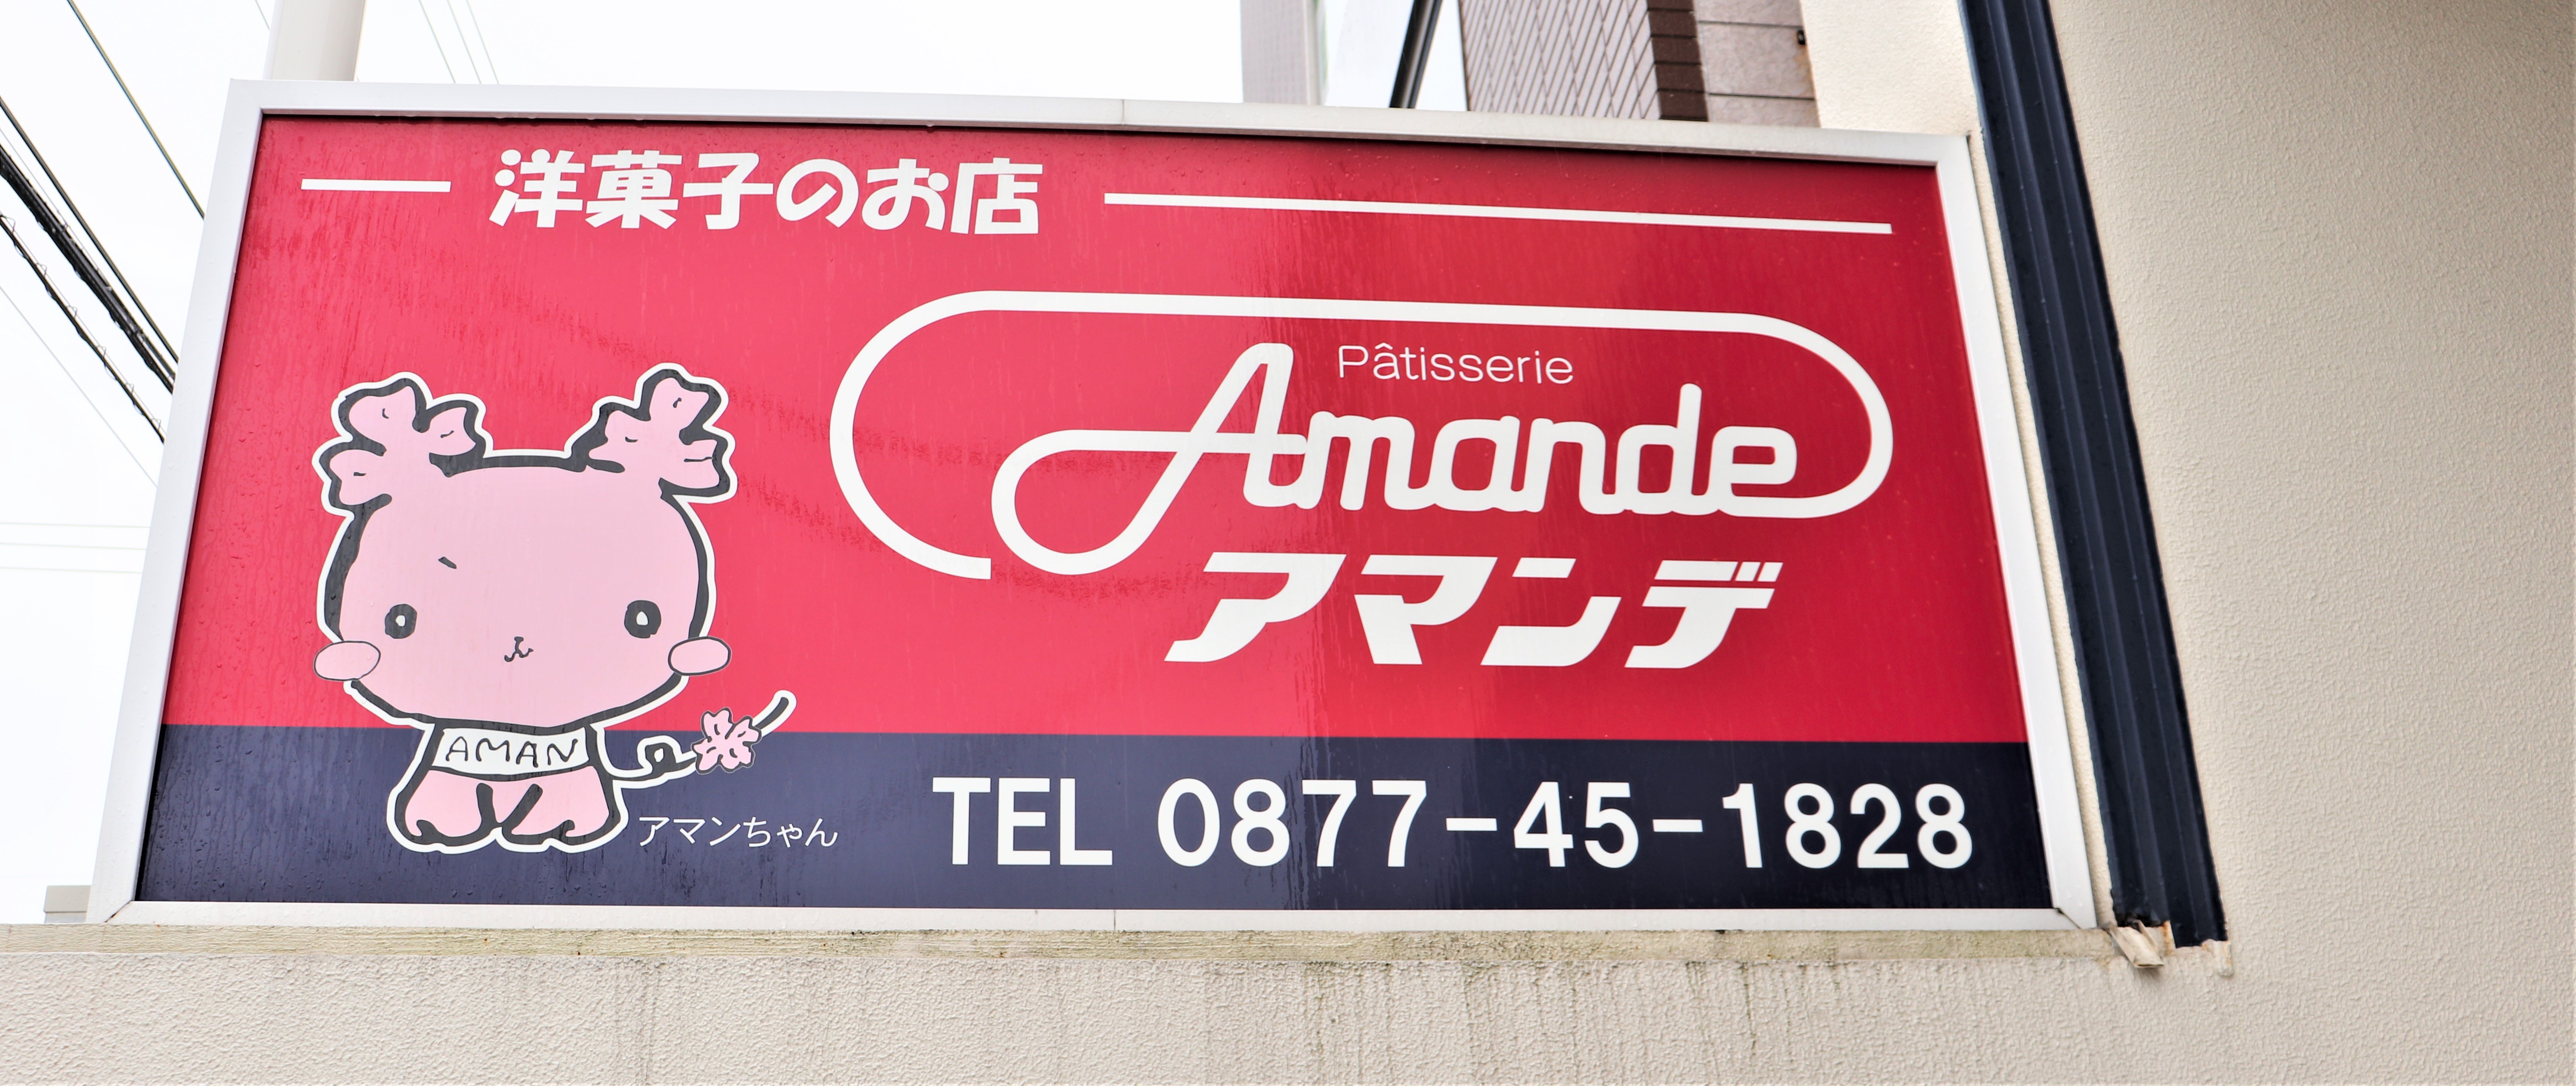 洋菓子のお店
Pâtisserie
Amande
アマンデ
AMAN
アマンちゃん
TEL 0877-45-1828